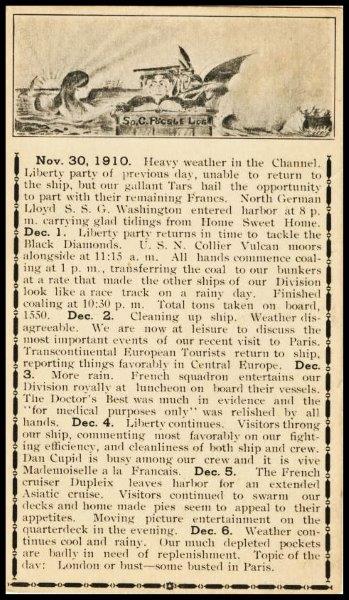 So. C. Fo'c'sle Log
Nov. 30, 1910. Heavy weather in the Channel.
Liberty party of previous day, unable to return to
the ship, but our gallant Tars hail the opportunity
to part with their remaining Francs. North German
Lloyd S. S. G. Washington entered harbor at 8 p.
m. carrying glad tidings from Home Sweet Home.
Dec. 1. Liberty party returns in time to tackle the
Black Diamonds. U. S. N. Collier Vulcan moors
alongside at 11:15 a. m. All hands commence coal-
ing at 1 p. m., transferring the coal to our bunkers
at a rate that made the other ships of our Division
look like a race track on a rainy day. Finished
coaling at 10:30 p. m. Total tons taken on board,
1550. Dec. 2. Cleaning up ship. Weather dis-
agreeable. We are now at leisure to discuss the
most important events of our recent visit to Paris.
Transcontinental European Tourists return to ship,
reporting things favorably in Central Europe. Dec.
3. More rain. French squadron entertains our
Division royally at luncheon on board their vessels.
The Doctor's Best was much in evidence and the
"for medical purposes only" was relished by all
hands. Dec. 4. Liberty continues. Visitors throng
our ship, commenting most favorably on our fight-
ing efficiency, and cleanliness of both ship and crew.
Dan Cupid is busy among our crew and it is vive
Mademoiselle a la Francais. Dec. 5. The French
cruiser Dupleix leaves harbor for an extended
Asiatic cruise. Visitors continued to swarm our
decks and home made pies seem to appeal to their
appetites. Moving picture entertainment on the
quarterdeck in the evening. Dec. 6. Weather con-
tinues cool and rainy. Our much depleted pockets
are badly in need of replenishment. Topic of the
day: London or bust—some busted in Paris.